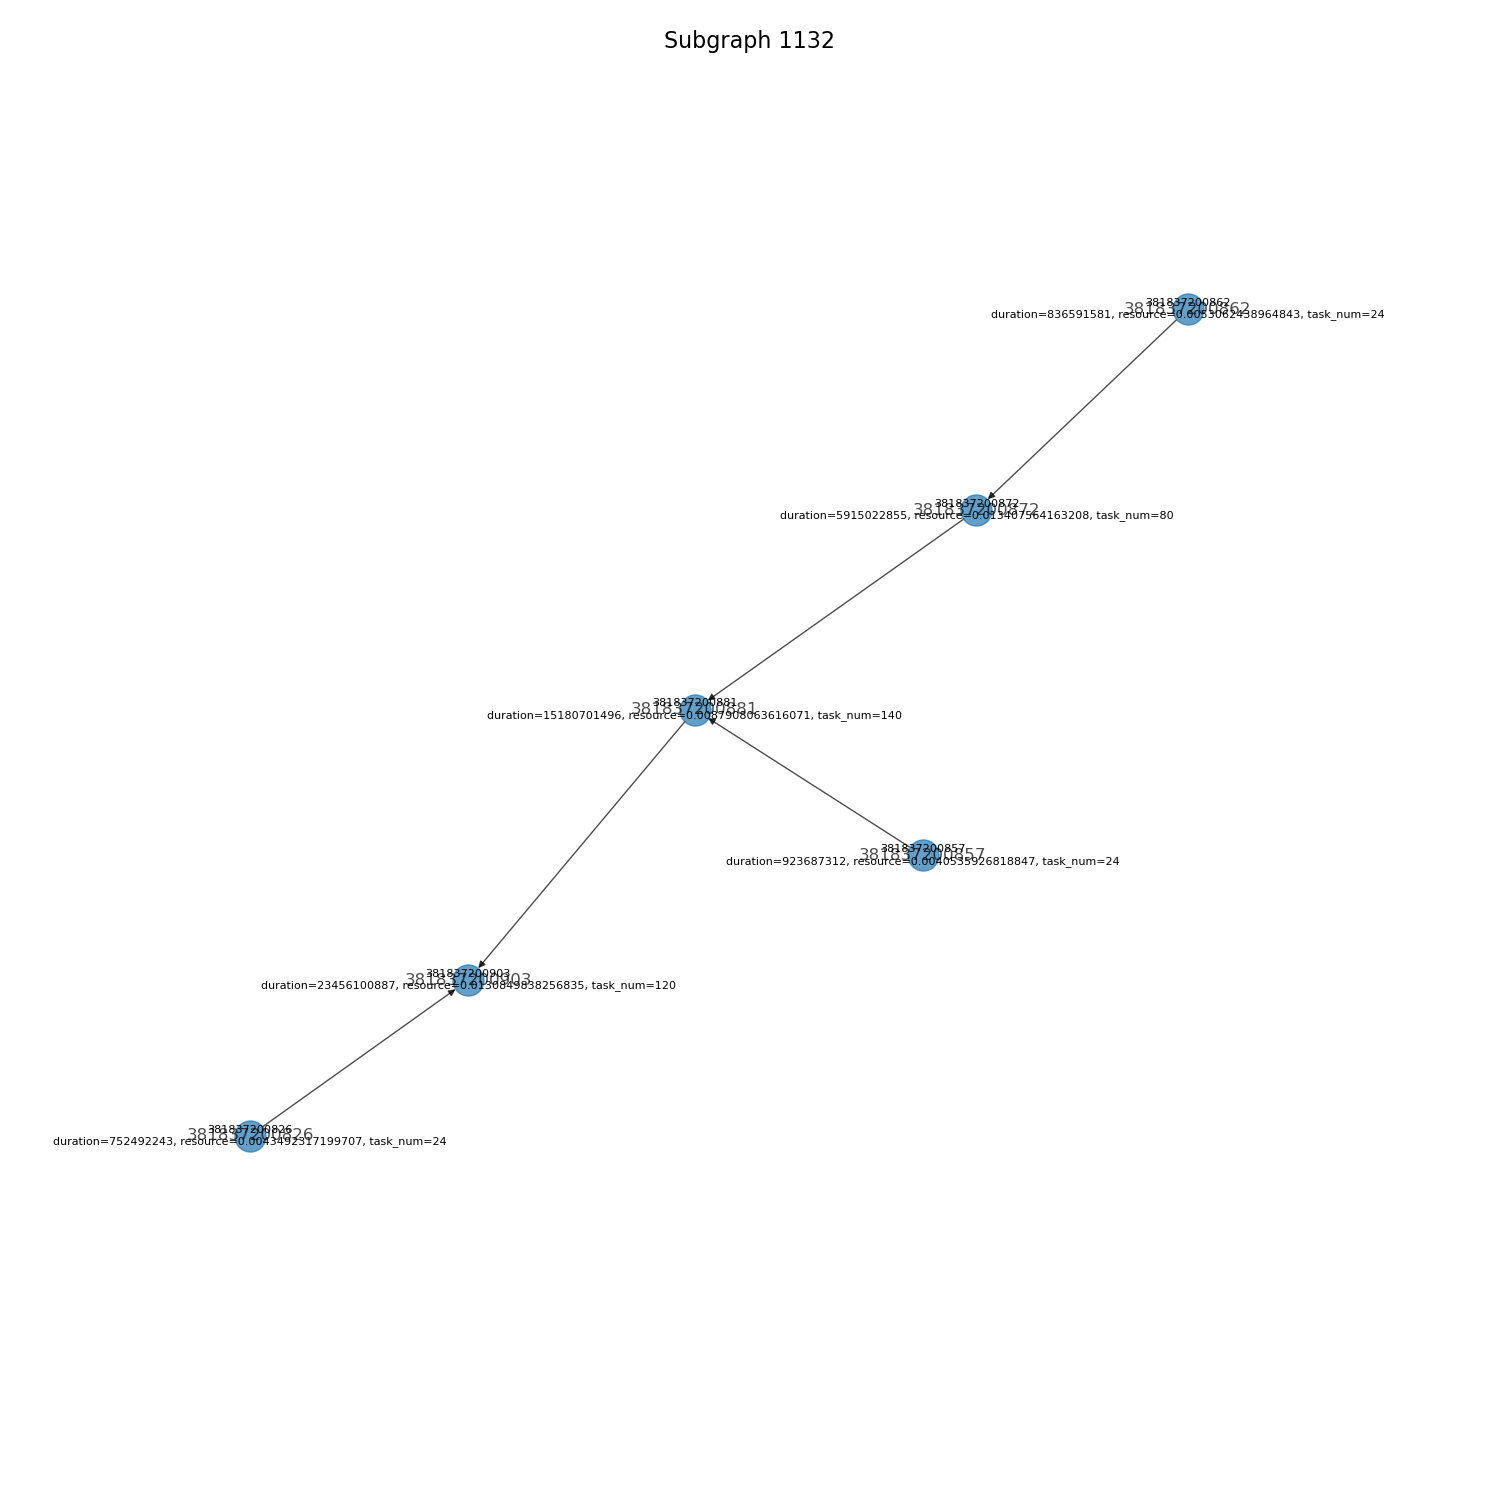 Subgraph 1132
381837200862
381837200862
duration=836591581, resource=0.0053062438964843, task_num=24
381837200872
381837200872
duration=5915022855, resource=0.013407564163208, task_num=80
381837200881
381837200881
duration=15180701496, resource=0.0087908063616071, task_num=140
381837200857
381837200857
duration=923687312, resource=0.0040535926818847, task_num=24
381837200903
381837200903
duration=23456100887, resource=0.0130849838256835, task_num=120
381837200826
381837200826
duration=752492243, resource=0.0043492317199707, task_num=24